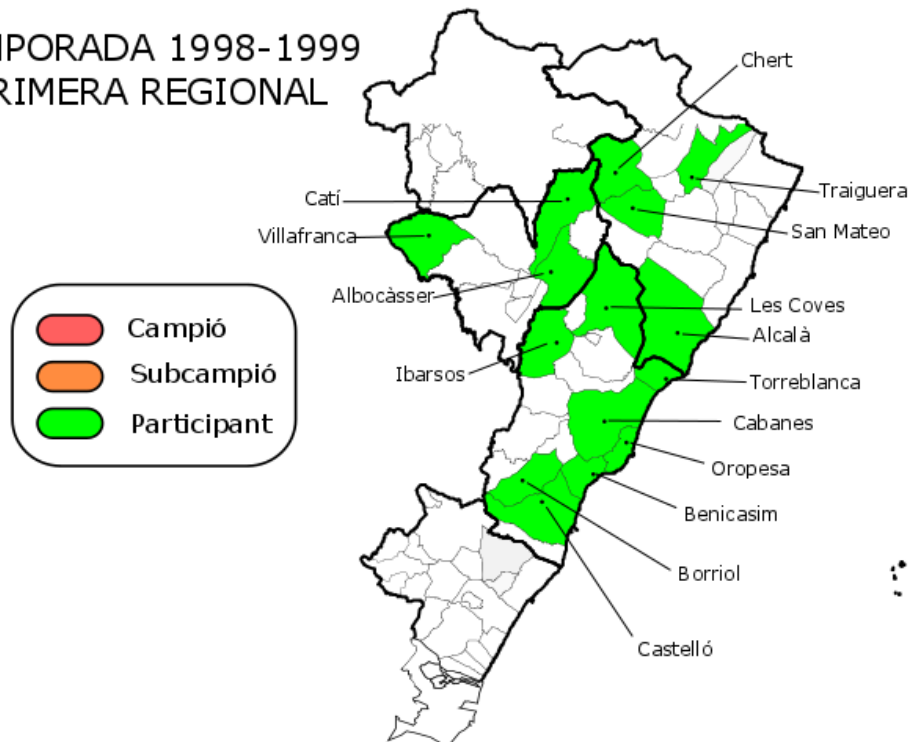 MPORADA 1998-1999
RIMERA REGIONAL
Chert
Traiguera
Catí
San Mateo
Villafranca
Albocàsser
Les Coves
Alcalà
Ibarsos
Torreblanca
Cabanes
Oropesa
Benicasim
Borriol
Castelló
Campió
Subcampió
Participant